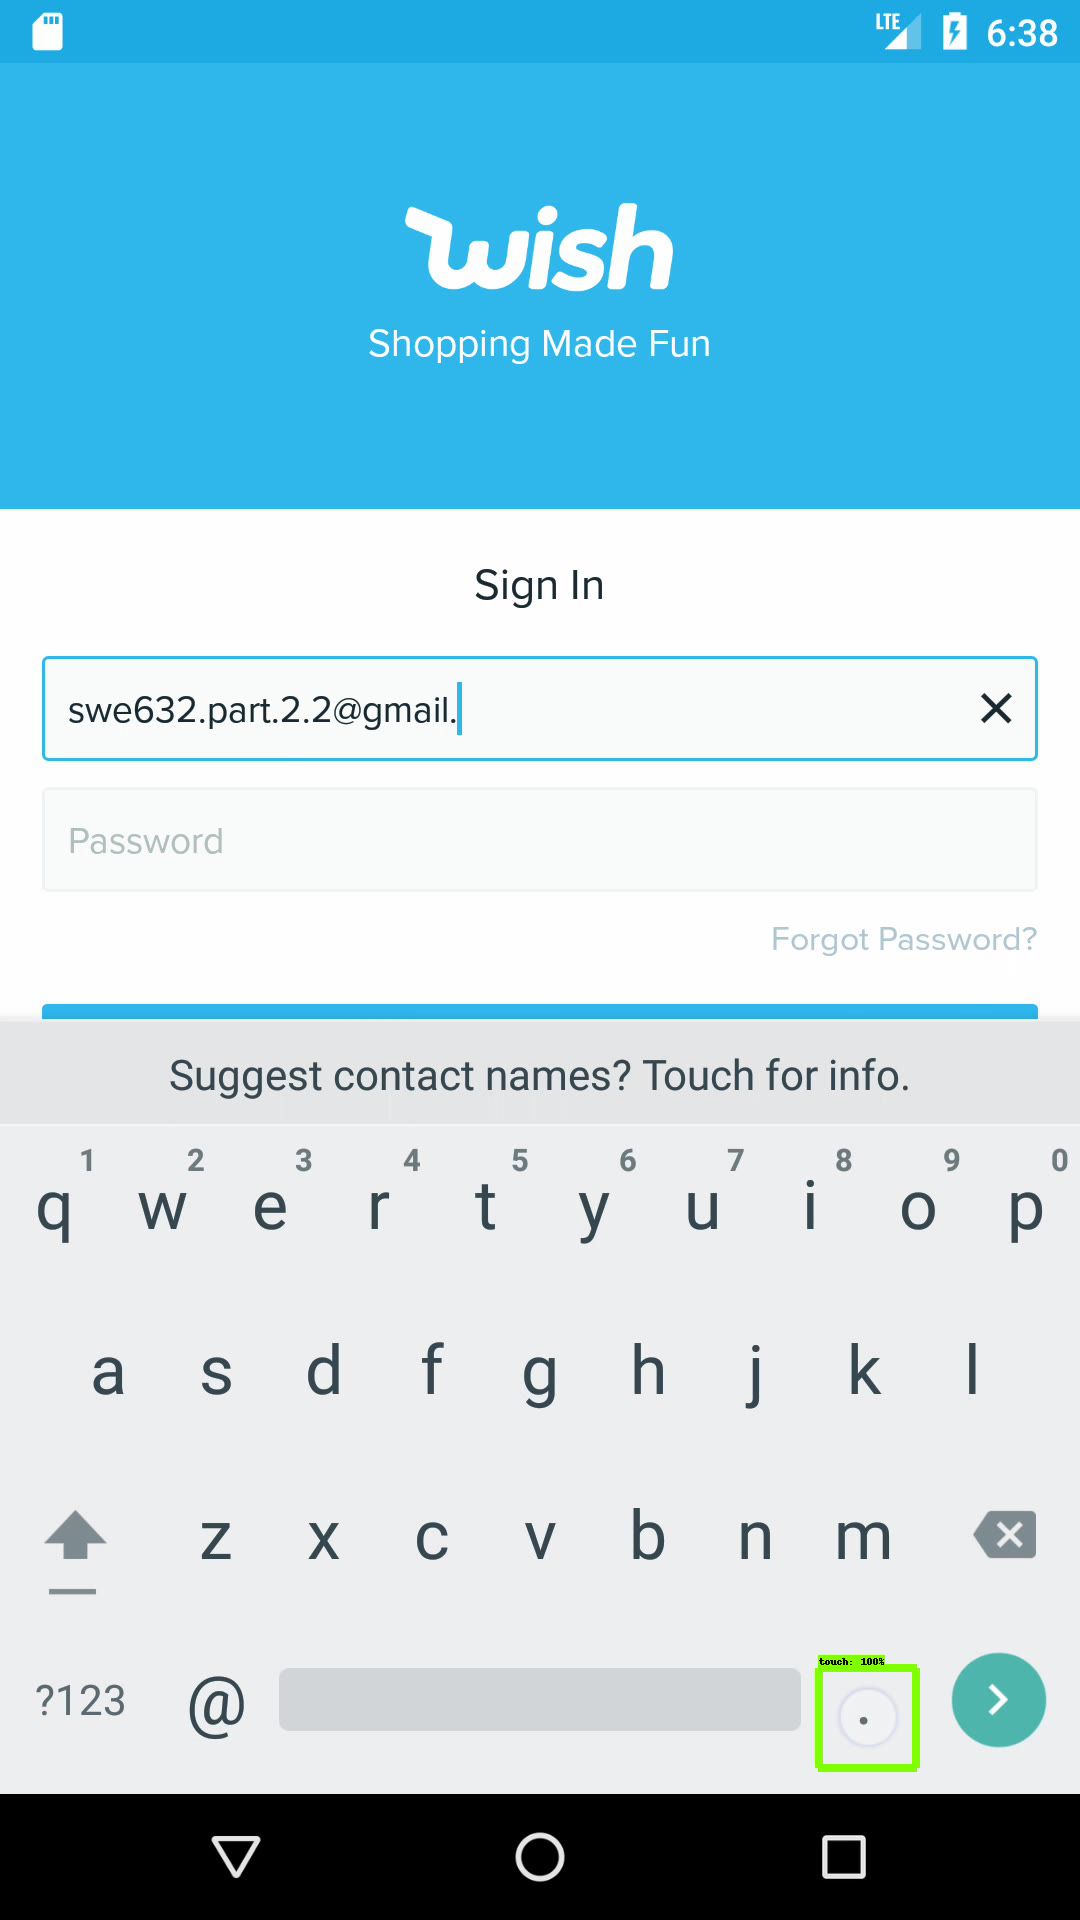 LTE 6:38
wish
Shopping Made Fun
Sign In
swe632.part.2.2@gmail.
Password
Forgot Password?
Suggest contact names? Touch for info.
1 2 3 4 5 6 7 8 9 0
q w e r t y u i o p
a s d f g h j k l
z x c v b n m
touch: 100%
?123 @ .